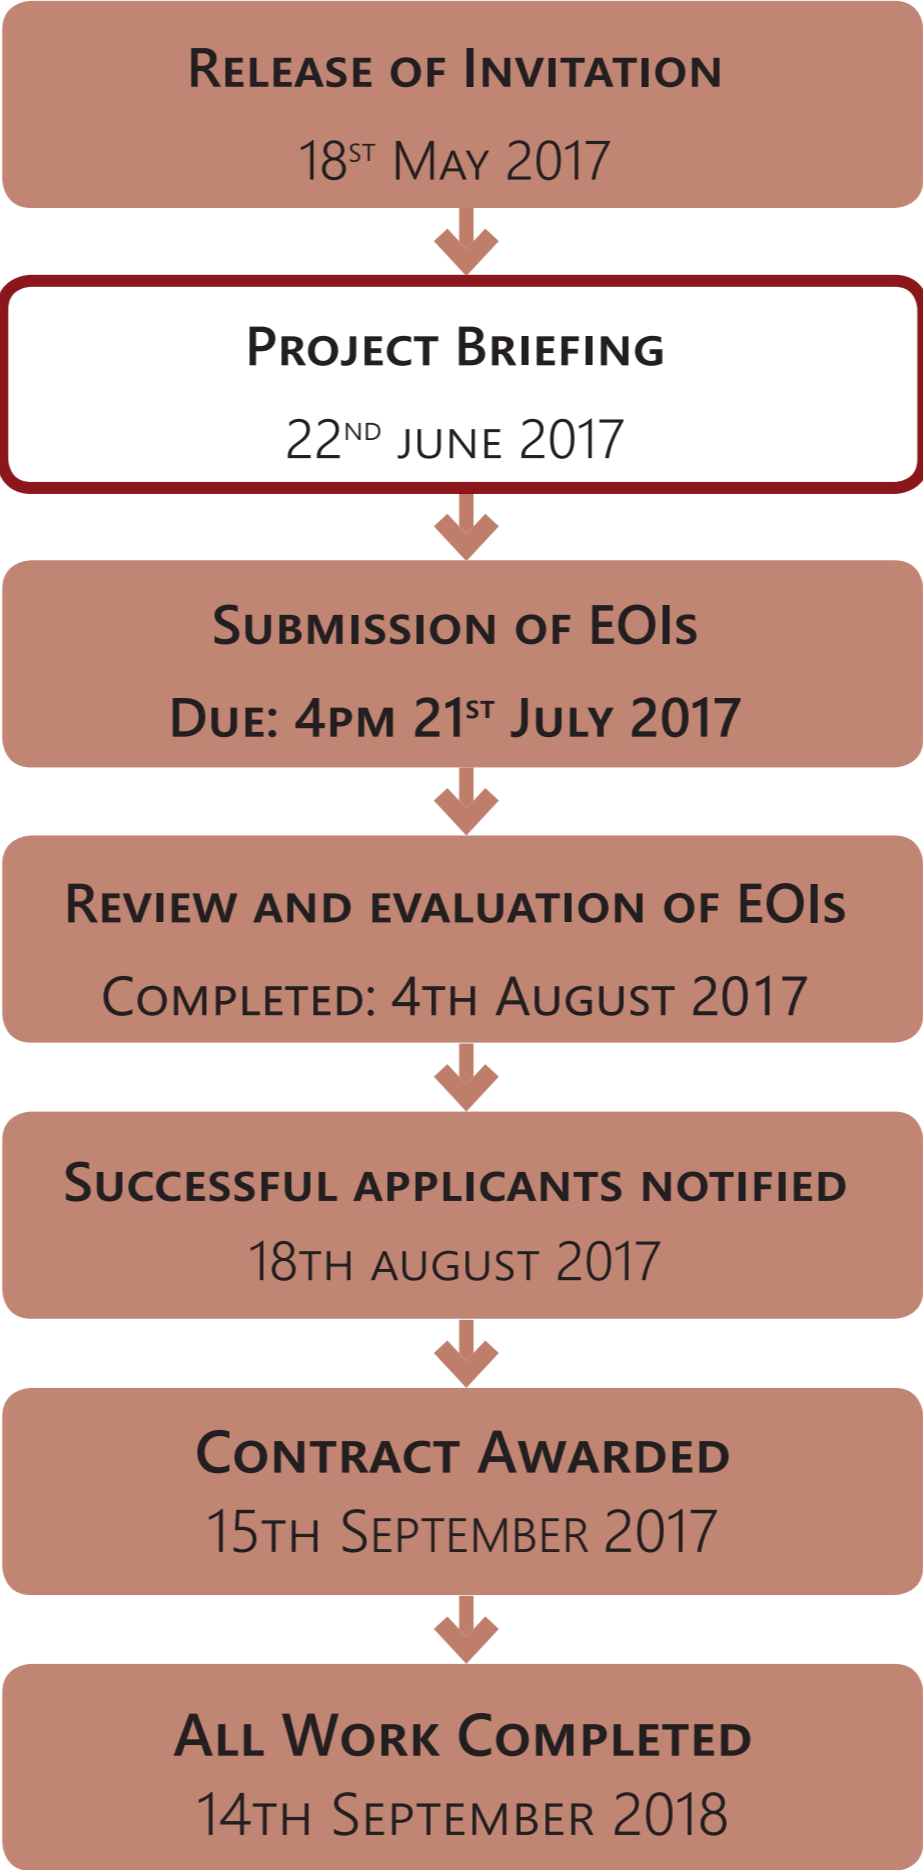 Release of Invitation
18st May 2017
Project Briefing
22nd june 2017
Submission of EOIs
Due: 4pm 21st July 2017
Review and evaluation of EOIs
Completed: 4th August 2017
Successful applicants notified
18th august 2017
Contract Awarded
15th September 2017
All Work Completed
14th September 2018